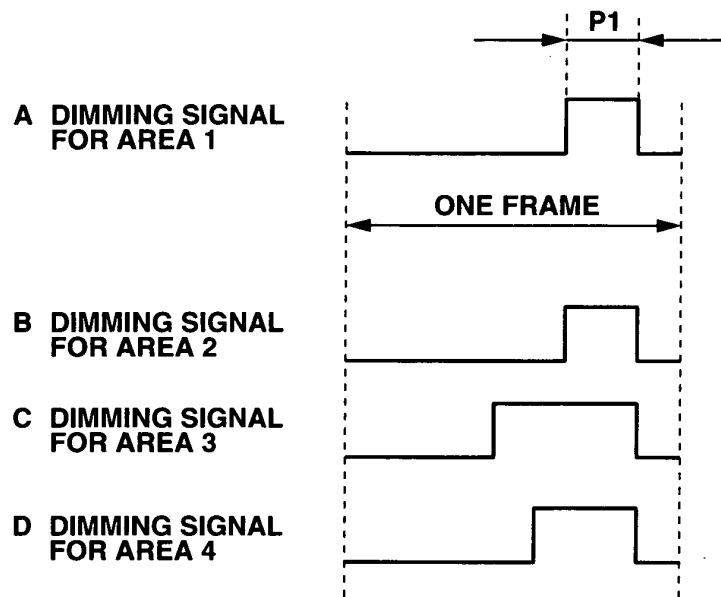 P1
A DIMMING SIGNAL
FOR AREA 1
ONE FRAME
B DIMMING SIGNAL
FOR AREA 2
C DIMMING SIGNAL
FOR AREA 3
D DIMMING SIGNAL
FOR AREA 4